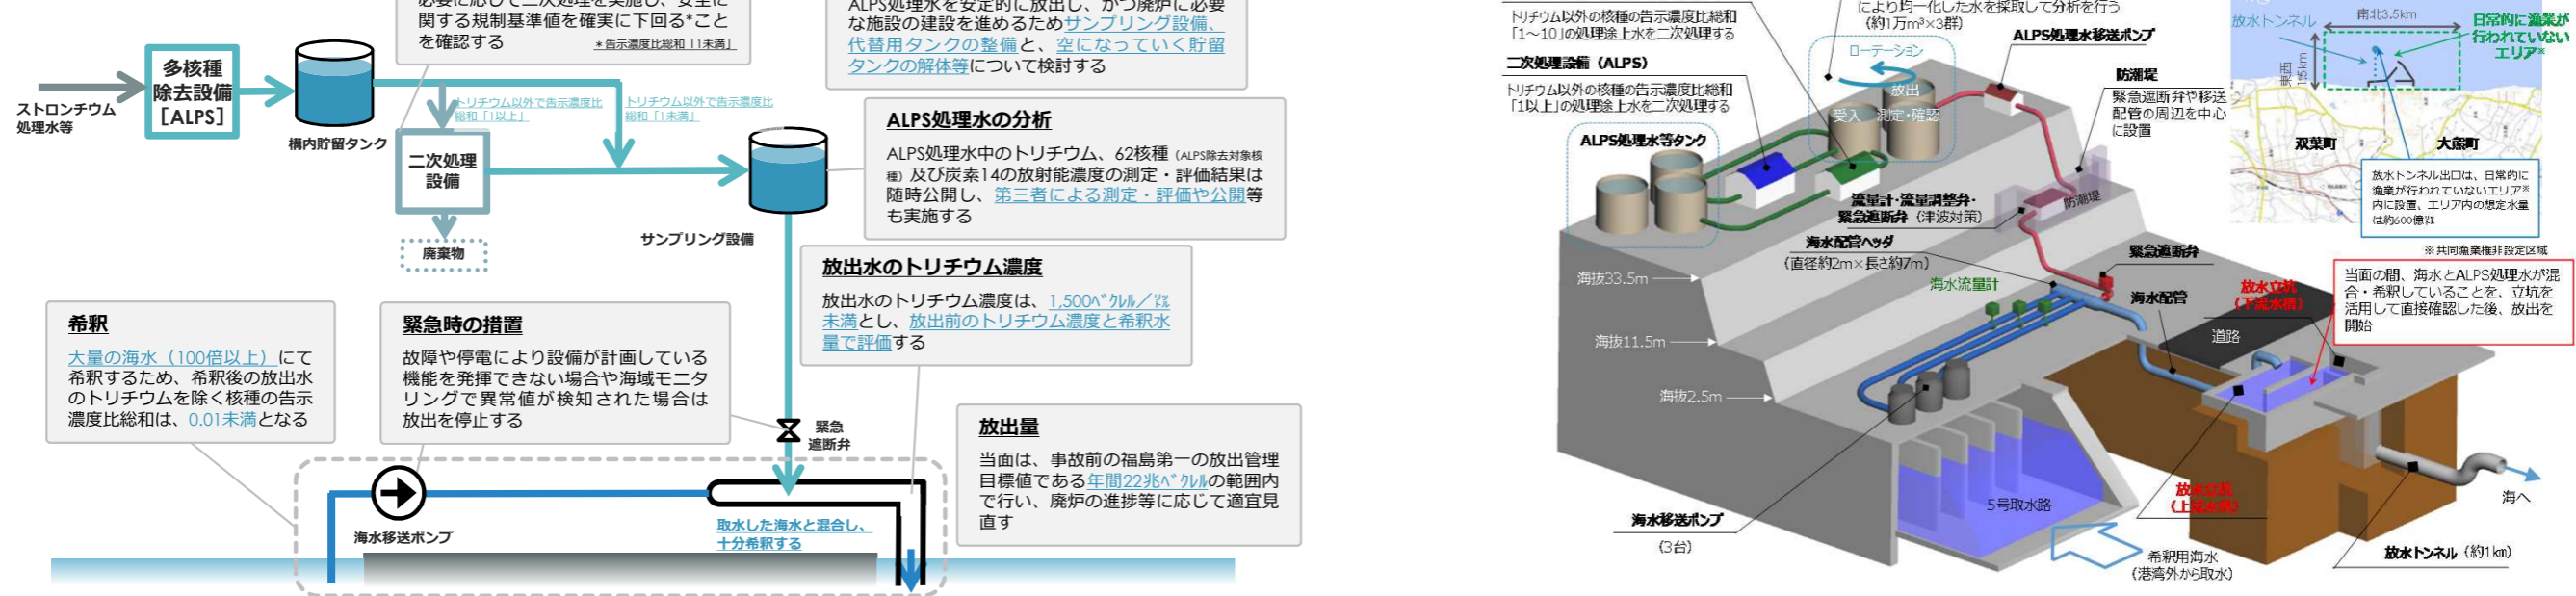 必要に応じて二次処理を実施し、安全に
関する規制基準値を確実に下回る*こと
を確認する
＊告示濃度比総和「1未満」
ALPS処理水を安定的に放出し、かつ廃炉に必要
な施設の建設を進めるためサンプリング設備、
代替用タンクの整備と、空になっていく貯留
タンクの解体等について検討する
ストロンチウム
処理水等
多核種
除去設備
［ALPS］
構内貯留タンク
トリチウム以外で告示濃度比
総和「1以上」
トリチウム以外で告示濃度比
総和「1未満」
二次処理
設備
廃棄物
サンプリング設備
ALPS処理水の分析
ALPS処理水中のトリチウム、62核種（ALPS除去対象核
種）及び炭素14の放射能濃度の測定・評価結果は
随時公開し、第三者による測定・評価や公開等
も実施する
放出水のトリチウム濃度
放出水のトリチウム濃度は、1,500ﾍﾞｸﾚﾙ／㍑
未満とし、放出前のトリチウム濃度と希釈水
量で評価する
希釈
大量の海水（100倍以上）にて
希釈するため、希釈後の放出水
のトリチウムを除く核種の告示
濃度比総和は、0.01未満となる
緊急時の措置
故障や停電により設備が計画している
機能を発揮できない場合や海域モニタ
リングで異常値が検知された場合は
放出を停止する
緊急
遮断弁
放出量
当面は、事故前の福島第一の放出管理
目標値である年間22兆ﾍﾞｸﾚﾙの範囲内
で行い、廃炉の進捗等に応じて適宜見
直す
海水移送ポンプ
取水した海水と混合し、
十分希釈する
トリチウム以外の核種の告示濃度比総和
「1～10」の処理途上水を二次処理する
二次処理設備（ALPS）
トリチウム以外の核種の告示濃度比総和
「1以上」の処理途上水を二次処理する
ALPS処理水等タンク
により均一化した水を採取して分析を行う
（約1万m³×3群）
ローテーション
放出
受入
測定・確認
ALPS処理水移送ポンプ
防潮堤
緊急遮断弁や移送
配管の周辺を中心
に設置
防潮堤
流量計・流量調整弁・
緊急遮断弁（津波対策）
海水配管ヘッダ
（直径約2m×長さ約7m）
海水流量計
緊急遮断弁
海水配管
海抜33.5m
海抜11.5m
海抜2.5m
道路
放水立坑
（下流水槽）
当面の間、海水とALPS処理水が混
合・希釈していることを、立坑を
活用して直接確認した後、放出を
開始
放水立坑
（上流水槽）
5号取水路
海水移送ポンプ
（3台）
希釈用海水
（港湾外から取水）
放水トンネル（約1km）
海へ
放水トンネル
南北3.5km
東西
1.5km
日常的に漁業が
行われていない
エリア※
双葉町
大熊町
放水トンネル出口は、日常的に
漁業が行われていないエリア※
内に設置、エリア内の想定水量
は約600億㍑
※共同漁業権非設定区域